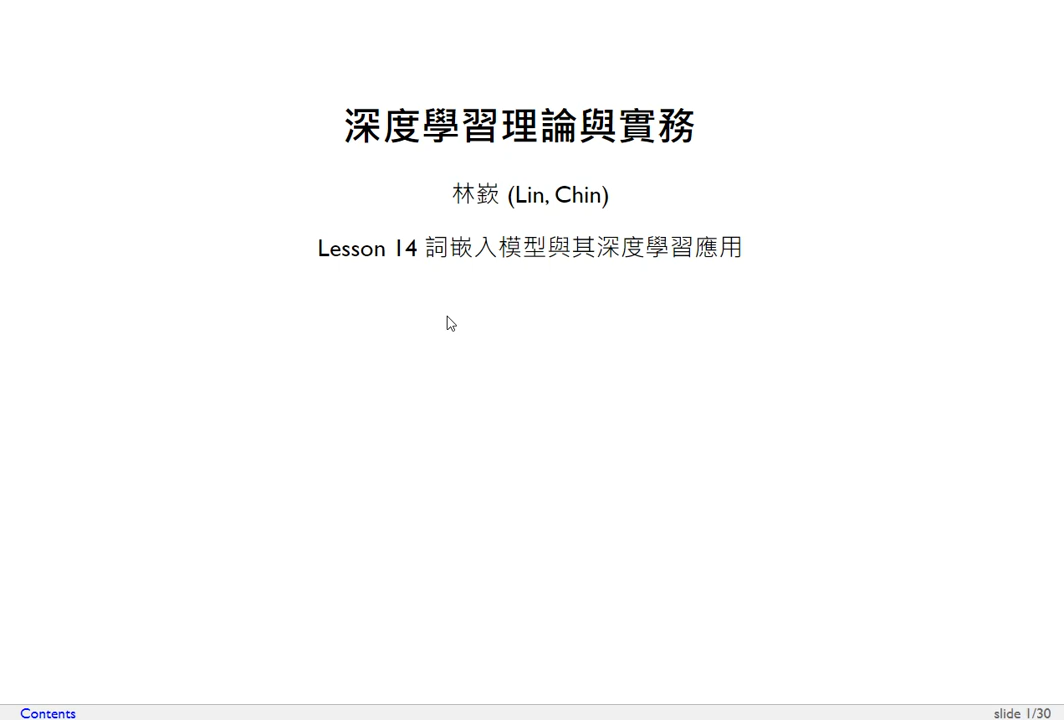 深度學習理論與實務
林嶔 (Lin, Chin)
Lesson 14 詞嵌入模型與其深度學習應用
Contents
slide 1/30